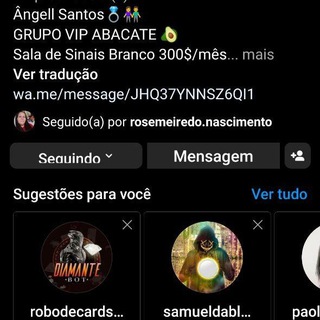 Ângell Santos💍👫
GRUPO VIP ABACATE 🥑
Sala de Sinais Branco 300$/mês... mais
Ver tradução
wa.me/message/JHQ37YNNSZ6QI1
Seguido(a) por rosemeiredo.nascimento
Seguindo
Mensagem
Sugestões para você
Ver tudo
DIAMANTE
BOT
robodecards...
samueldabl...
paol